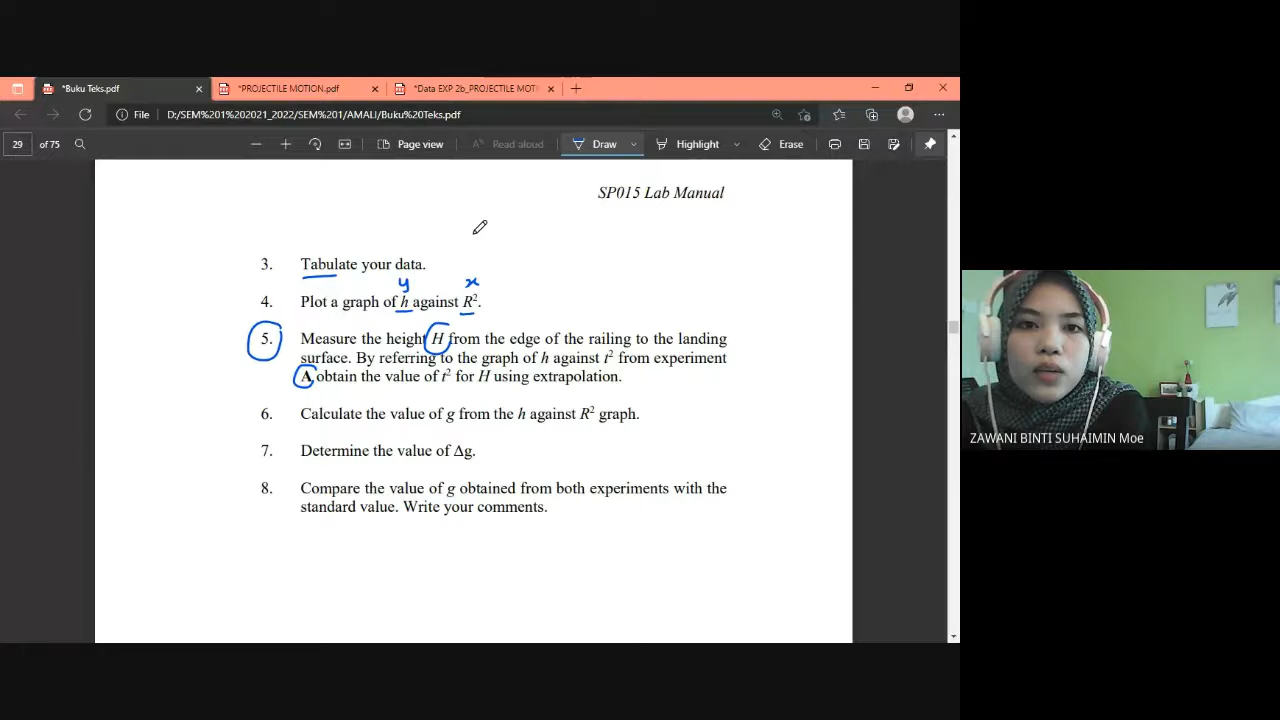 *Buku Teks.pdf
*PROJECTILE MOTION.pdf
*Data EXP 2b_PROJECTILE MOT
File D:/SEM%201%202021_2022/SEM%201/AMALI/Buku%20Teks.pdf
29 of 75 Page view Read aloud Draw Highlight Erase
SP015 Lab Manual
3. Tabulate your data.
y x
4. Plot a graph of h against R².
5. Measure the height H from the edge of the railing to the landing
surface. By referring to the graph of h against t² from experiment
A obtain the value of t² for H using extrapolation.
6. Calculate the value of g from the h against R² graph.
7. Determine the value of Δg.
8. Compare the value of g obtained from both experiments with the
standard value. Write your comments.
ZAWANI BINTI SUHAIMIN Moe